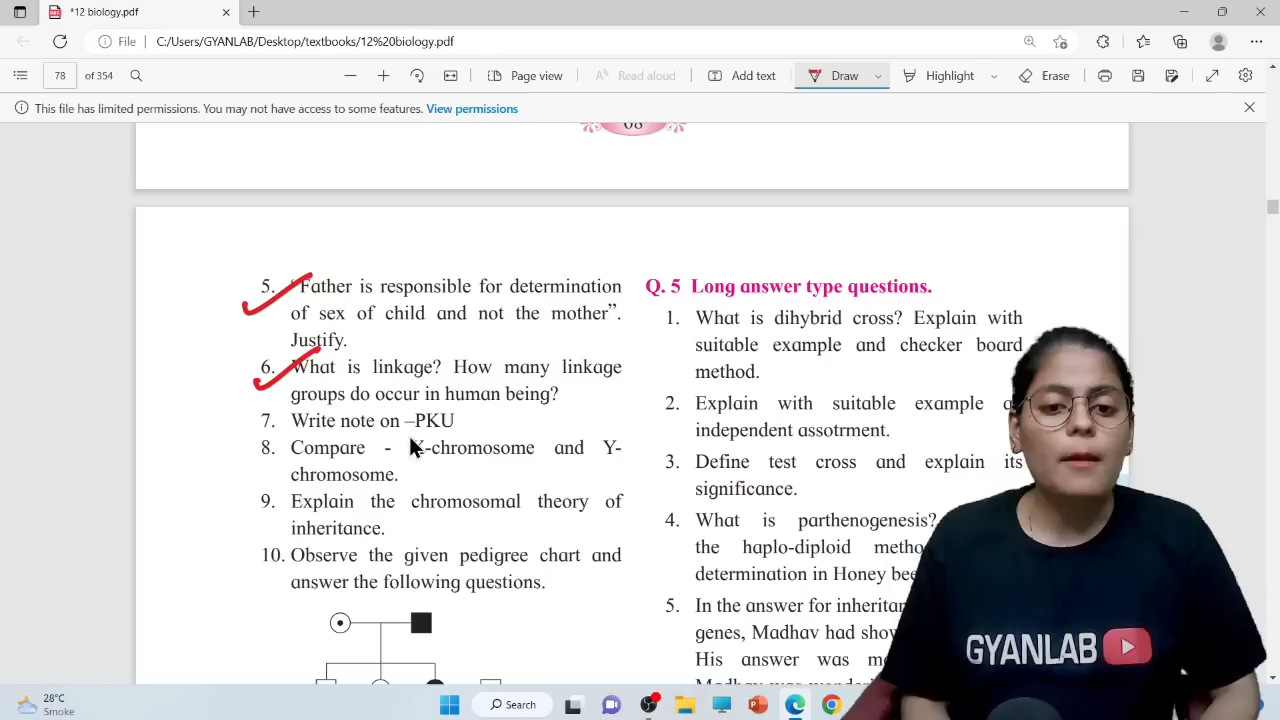 *12 biology.pdf
File
C:/Users/GYANLAB/Desktop/textbooks/12%20biology.pdf
78 of 354
Page view
Read aloud
Add text
Draw
Highlight
Erase
This file has limited permissions. You may not have access to some features. View permissions
68
5. "Father is responsible for determination
of sex of child and not the mother".
Justify.
6. What is linkage? How many linkage
groups do occur in human being?
7. Write note on –PKU
8. Compare - X-chromosome and Y-
chromosome.
9. Explain the chromosomal theory of
inheritance.
10. Observe the given pedigree chart and
answer the following questions.
Q. 5 Long answer type questions.
1. What is dihybrid cross? Explain with
suitable example and checker board
method.
2. Explain with suitable example
independent assotrment.
3. Define test cross and explain its
significance.
4. What is parthenogenesis?
the haplo-diploid
determination in Honey
5. In the answer for
genes, Madhav had
His answer was
GYANLAB
28°C
Smoke
Search